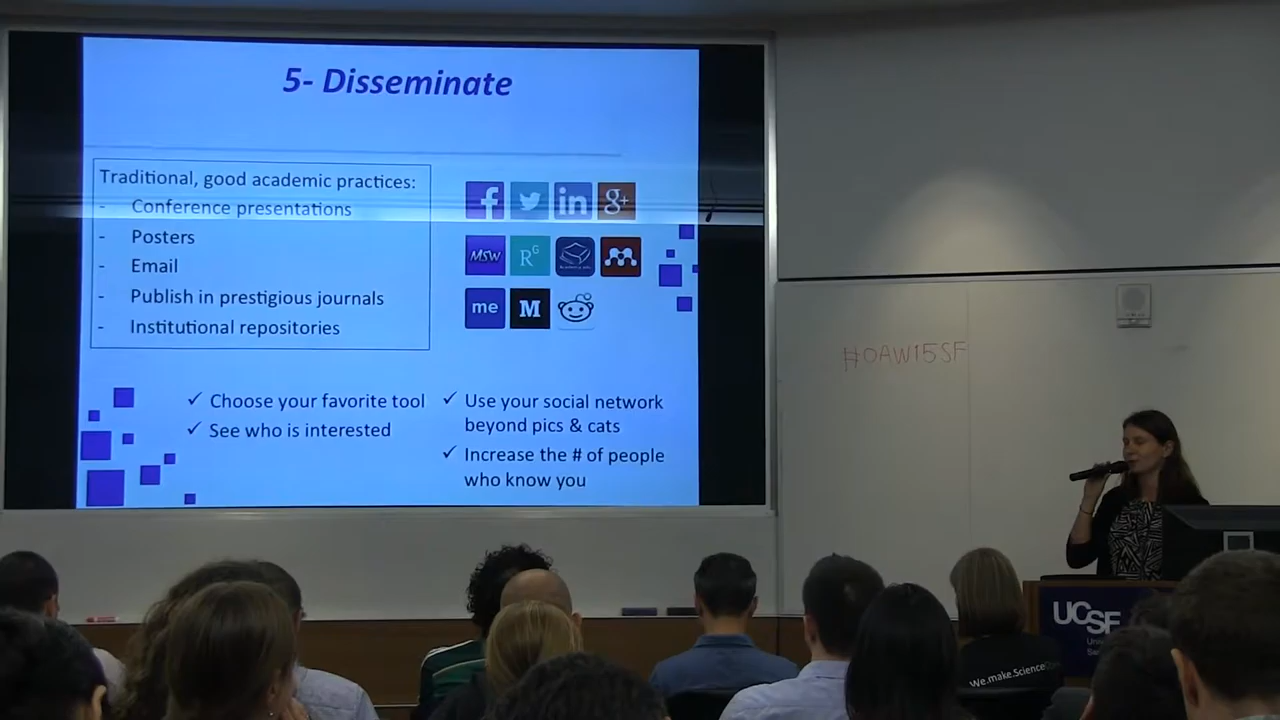 5- Disseminate
Traditional, good academic practices:
- Conference presentations
- Posters
- Email
- Publish in prestigious journals
- Institutional repositories
f
in
g+
MSW
RG
me
M
✓ Choose your favorite tool
✓ See who is interested
✓ Use your social network
beyond pics & cats
✓ Increase the # of people
who know you
#OAW15SF
UCSF
We.make.Science